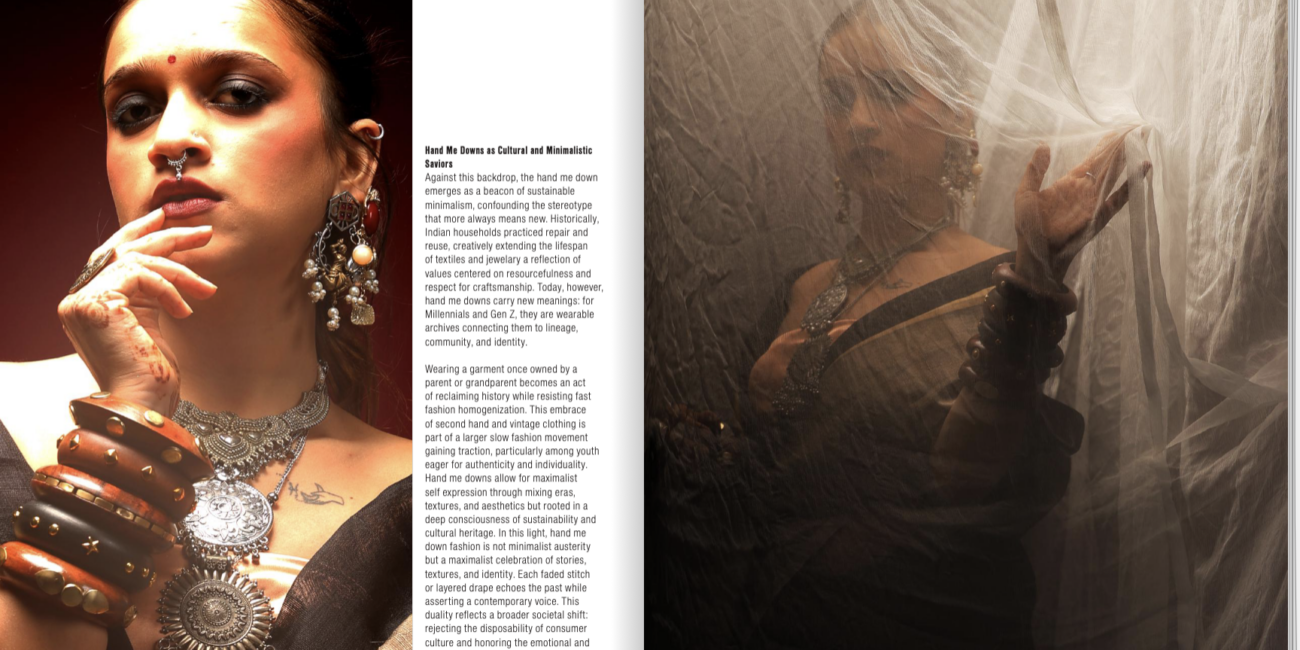 Hand Me Downs as Cultural and Minimalistic
Saviors
Against this backdrop, the hand me down
emerges as a beacon of sustainable
minimalism, confounding the stereotype
that more always means new. Historically,
Indian households practiced repair and
reuse, creatively extending the lifespan
of textiles and jewelary a reflection of
values centered on resourcefulness and
respect for craftsmanship. Today, however,
hand me downs carry new meanings: for
Millennials and Gen Z, they are wearable
archives connecting them to lineage,
community, and identity.
Wearing a garment once owned by a
parent or grandparent becomes an act
of reclaiming history while resisting fast
fashion homogenization. This embrace
of second hand and vintage clothing is
part of a larger slow fashion movement
gaining traction, particularly among youth
eager for authenticity and individuality.
Hand me downs allow for maximalist
self expression through mixing eras,
textures, and aesthetics but rooted in a
deep consciousness of sustainability and
cultural heritage. In this light, hand me
down fashion is not minimalist austerity
but a maximalist celebration of stories,
textures, and identity. Each faded stitch
or layered drape echoes the past while
asserting a contemporary voice. This
duality reflects a broader societal shift:
rejecting the disposability of consumer
culture and honoring the emotional and